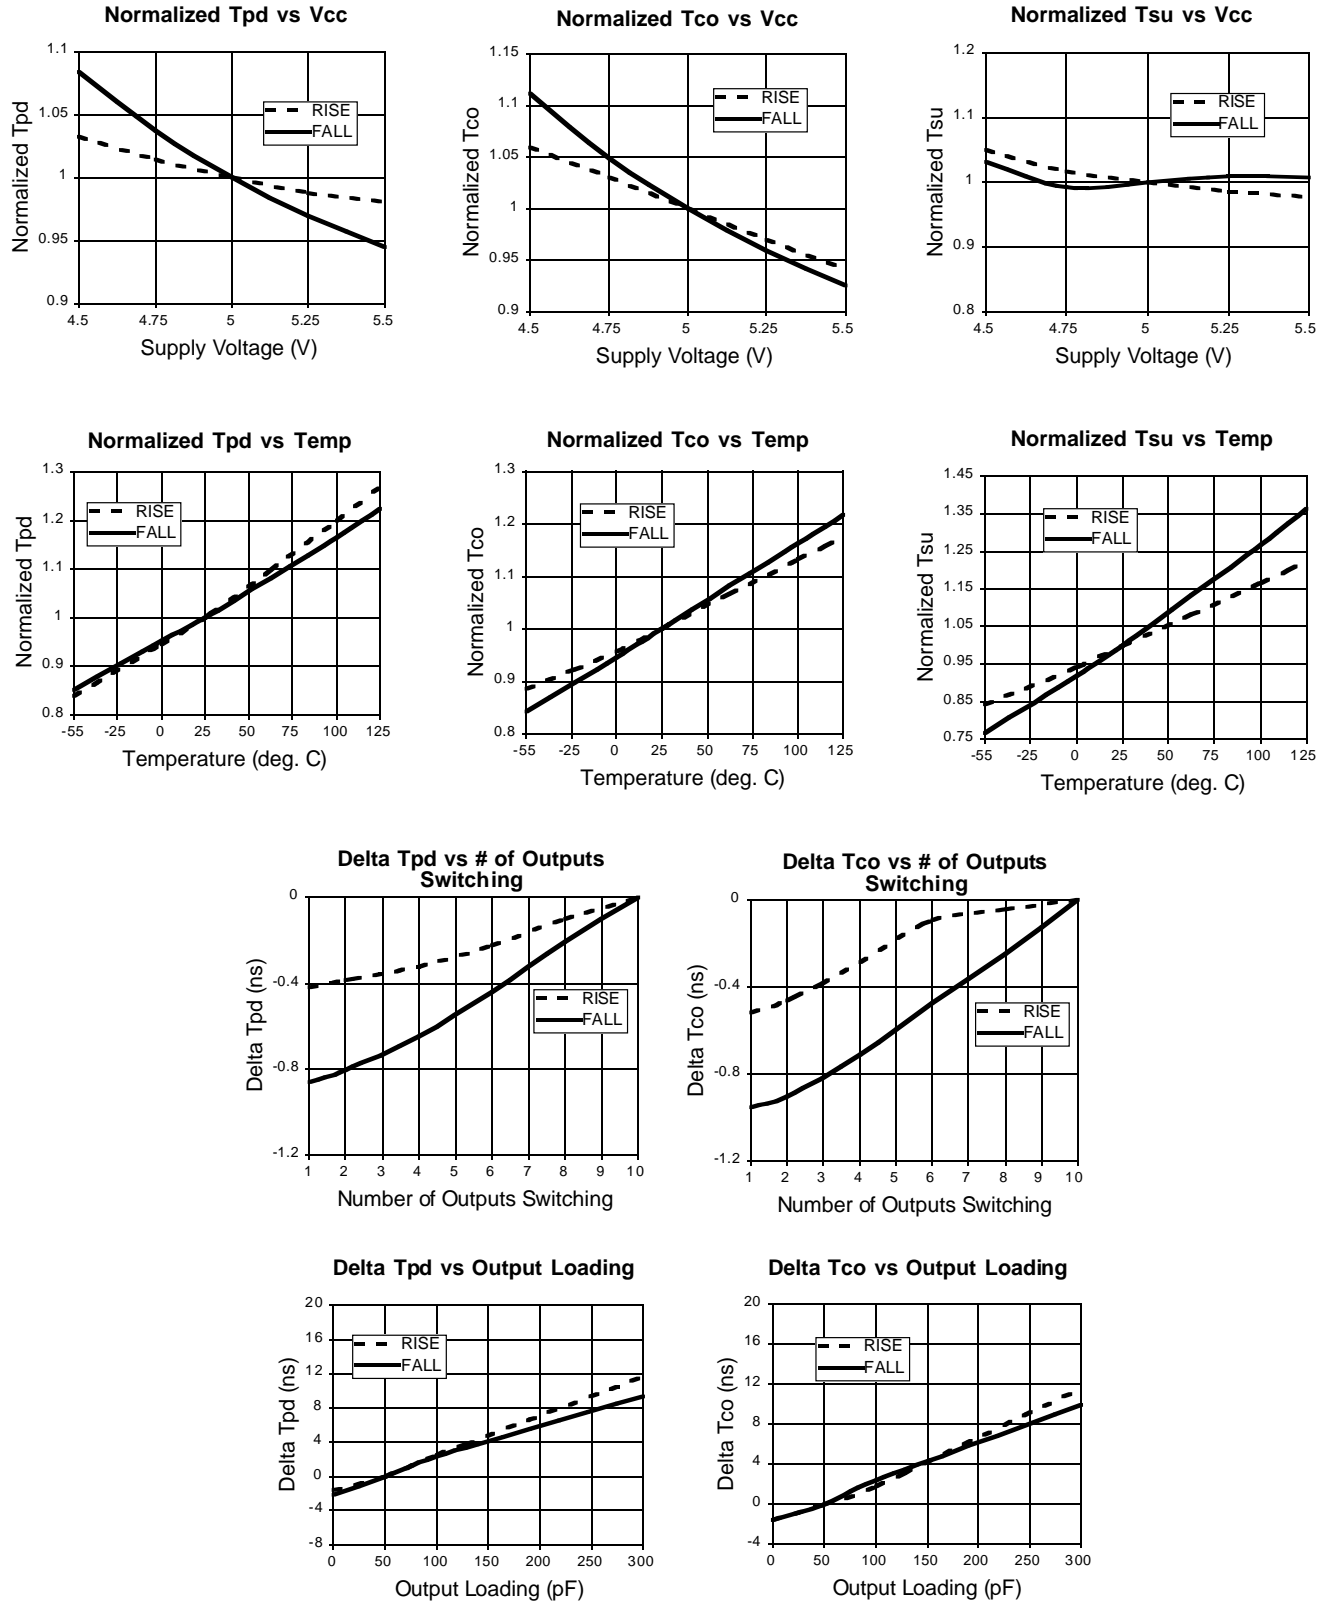 Normalized Tpd vs Vcc
Normalized Tpd
1.1
1.05
1
0.95
0.9
4.5 4.75 5 5.25 5.5
RISE
FALL
Supply Voltage (V)
Normalized Tco vs Vcc
Normalized Tco
1.15
1.1
1.05
1
0.95
0.9
4.5 4.75 5 5.25 5.5
RISE
FALL
Supply Voltage (V)
Normalized Tsu vs Vcc
Normalized Tsu
1.2
1.1
1
0.9
0.8
4.5 4.75 5 5.25 5.5
RISE
FALL
Supply Voltage (V)
Normalized Tpd vs Temp
Normalized Tpd
1.3
1.2
1.1
1
0.9
0.8
-55 -25 0 25 50 75 100 125
RISE
FALL
Temperature (deg. C)
Normalized Tco vs Temp
Normalized Tco
1.3
1.2
1.1
1
0.9
0.8
-55 -25 0 25 50 75 100 125
RISE
FALL
Temperature (deg. C)
Normalized Tsu vs Temp
Normalized Tsu
1.45
1.35
1.25
1.15
1.05
0.95
0.85
0.75
-55 -25 0 25 50 75 100 125
RISE
FALL
Temperature (deg. C)
Delta Tpd vs # of Outputs
Switching
Delta Tpd (ns)
0
-0.4
-0.8
-1.2
1 2 3 4 5 6 7 8 9 10
RISE
FALL
Number of Outputs Switching
Delta Tco vs # of Outputs
Switching
Delta Tco (ns)
0
-0.4
-0.8
-1.2
1 2 3 4 5 6 7 8 9 10
RISE
FALL
Number of Outputs Switching
Delta Tpd vs Output Loading
Delta Tpd (ns)
20
16
12
8
4
0
-4
-8
0 50 100 150 200 250 300
RISE
FALL
Output Loading (pF)
Delta Tco vs Output Loading
Delta Tco (ns)
20
16
12
8
4
0
-4
0 50 100 150 200 250 300
RISE
FALL
Output Loading (pF)